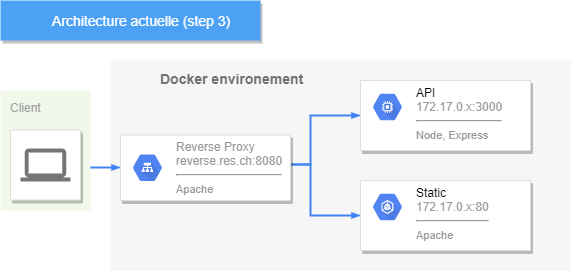 Architecture actuelle (step 3)
Docker environement
Client
Reverse Proxy
reverse.res.ch:8080
Apache
API
172.17.0.x:3000
Node, Express
Static
172.17.0.x:80
Apache